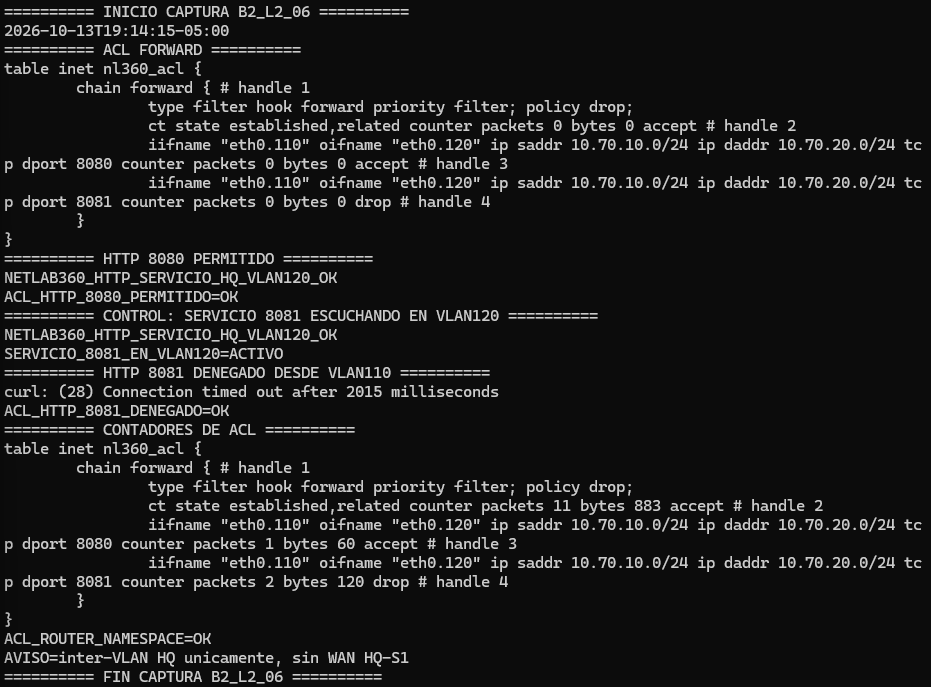 ========== INICIO CAPTURA B2_L2_06 ==========
2026-10-13T19:14:15-05:00
========== ACL FORWARD ==========
table inet nl360_acl {
        chain forward { # handle 1
                type filter hook forward priority filter; policy drop;
                ct state established,related counter packets 0 bytes 0 accept # handle 2
                iifname "eth0.110" oifname "eth0.120" ip saddr 10.70.10.0/24 ip daddr 10.70.20.0/24 tc
p dport 8080 counter packets 0 bytes 0 accept # handle 3
                iifname "eth0.110" oifname "eth0.120" ip saddr 10.70.10.0/24 ip daddr 10.70.20.0/24 tc
p dport 8081 counter packets 0 bytes 0 drop # handle 4
        }
}
========== HTTP 8080 PERMITIDO ==========
NETLAB360_HTTP_SERVICIO_HQ_VLAN120_OK
ACL_HTTP_8080_PERMITIDO=OK
========== CONTROL: SERVICIO 8081 ESCUCHANDO EN VLAN120 ==========
NETLAB360_HTTP_SERVICIO_HQ_VLAN120_OK
SERVICIO_8081_EN_VLAN120=ACTIVO
========== HTTP 8081 DENEGADO DESDE VLAN110 ==========
curl: (28) Connection timed out after 2015 milliseconds
ACL_HTTP_8081_DENEGADO=OK
========== CONTADORES DE ACL ==========
table inet nl360_acl {
        chain forward { # handle 1
                type filter hook forward priority filter; policy drop;
                ct state established,related counter packets 11 bytes 883 accept # handle 2
                iifname "eth0.110" oifname "eth0.120" ip saddr 10.70.10.0/24 ip daddr 10.70.20.0/24 tc
p dport 8080 counter packets 1 bytes 60 accept # handle 3
                iifname "eth0.110" oifname "eth0.120" ip saddr 10.70.10.0/24 ip daddr 10.70.20.0/24 tc
p dport 8081 counter packets 2 bytes 120 drop # handle 4
        }
}
ACL_ROUTER_NAMESPACE=OK
AVISO=inter-VLAN HQ unicamente, sin WAN HQ-S1
========== FIN CAPTURA B2_L2_06 ==========